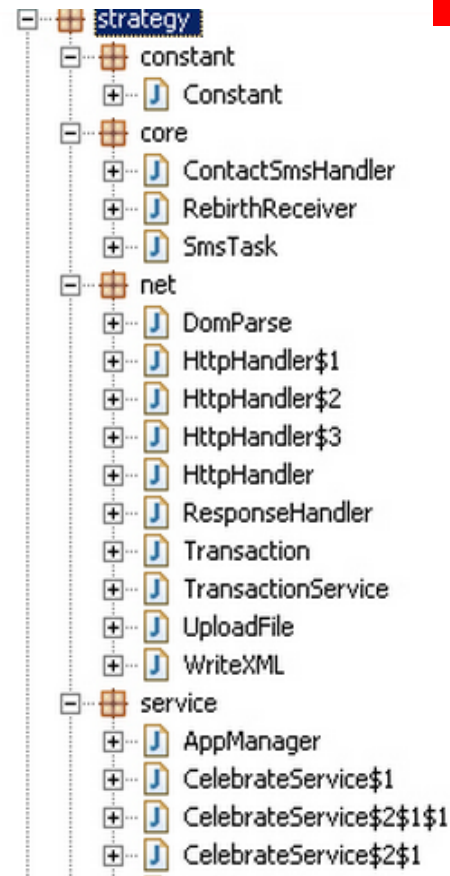 strategy
constant
Constant
core
ContactSmsHandler
RebirthReceiver
SmsTask
net
DomParse
HttpHandler$1
HttpHandler$2
HttpHandler$3
HttpHandler
ResponseHandler
Transaction
TransactionService
UploadFile
WriteXML
service
AppManager
CelebrateService$1
CelebrateService$2$1$1
CelebrateService$2$1